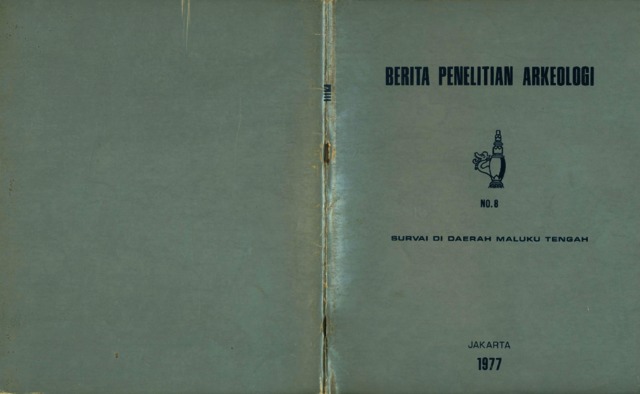 BERITA PENELITIAN ARKEOLOGI
NO. 8
SURVAI DI DAERAH MALUKU TENGAH
JAKARTA
1977